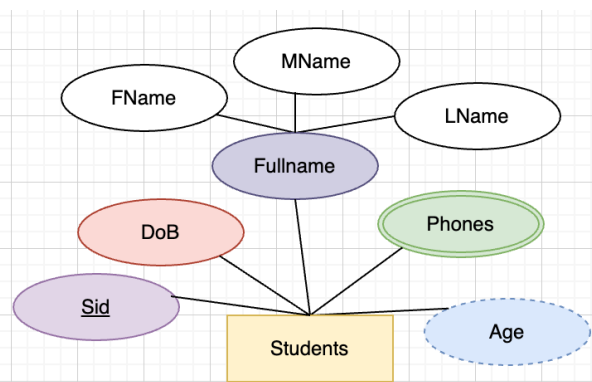 MName
FName
LName
Fullname
DoB
Phones
Sid
Age
Students